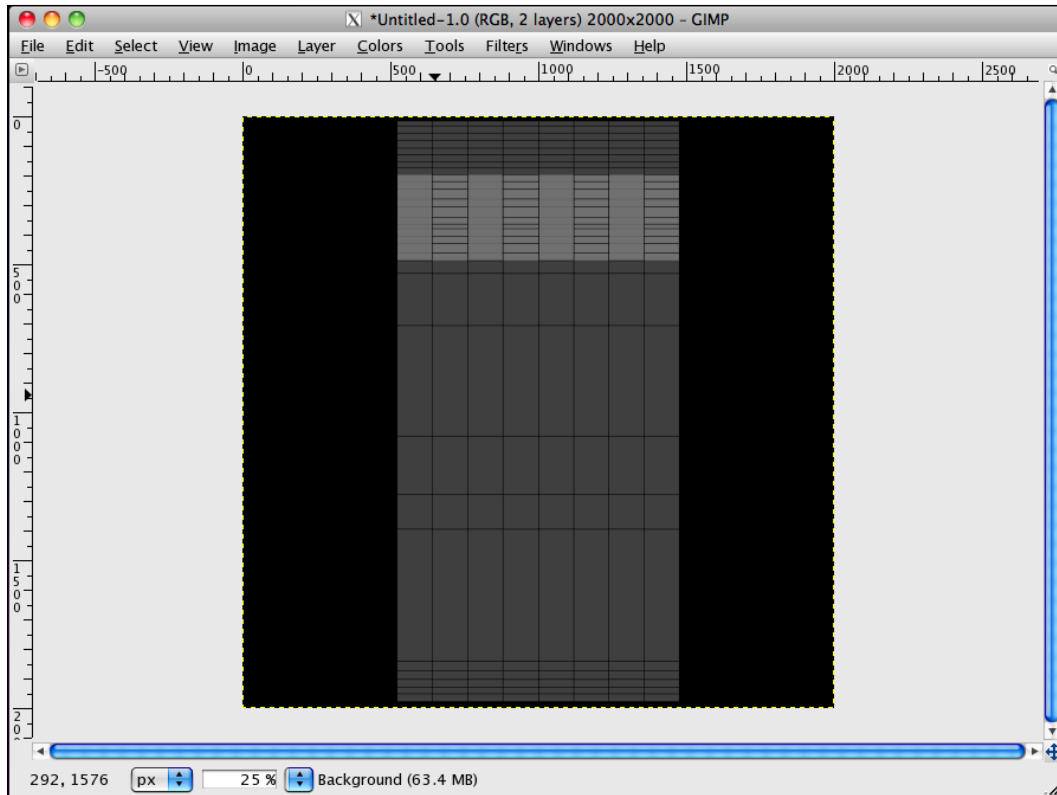 *Untitled-1.0 (RGB, 2 layers) 2000x2000 – GIMP
File Edit Select View Image Layer Colors Tools Filters Windows Help
-500 0 500 1000 1500 2000 2500
0
500
1000
1500
20
292, 1576 px 25 % Background (63.4 MB)